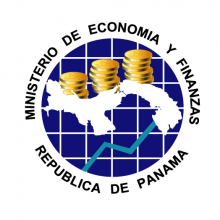 MINISTERIO DE ECONOMIA Y FINANZAS
REPUBLICA DE PANAMA